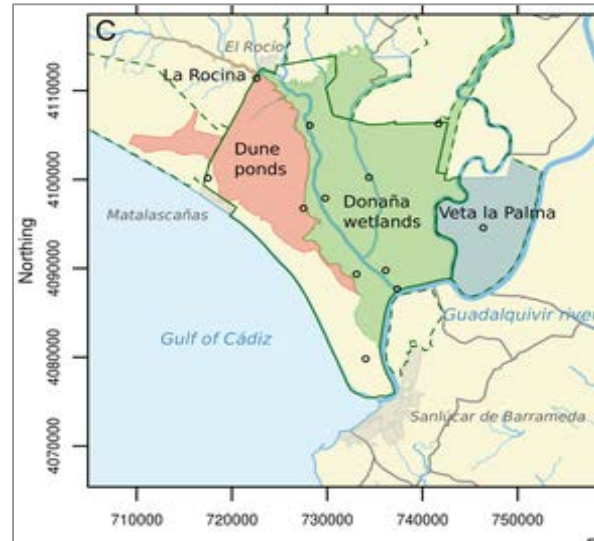 C
El Rocío
La Rocina
Dune
ponds
Doñana
wetlands
Veta la Palma
Matalascañas
Gulf of Cádiz
Guadalquivir river
Sanlúcar de Barrameda
Northing
4110000
4100000
4090000
4080000
4070000
710000
720000
730000
740000
750000